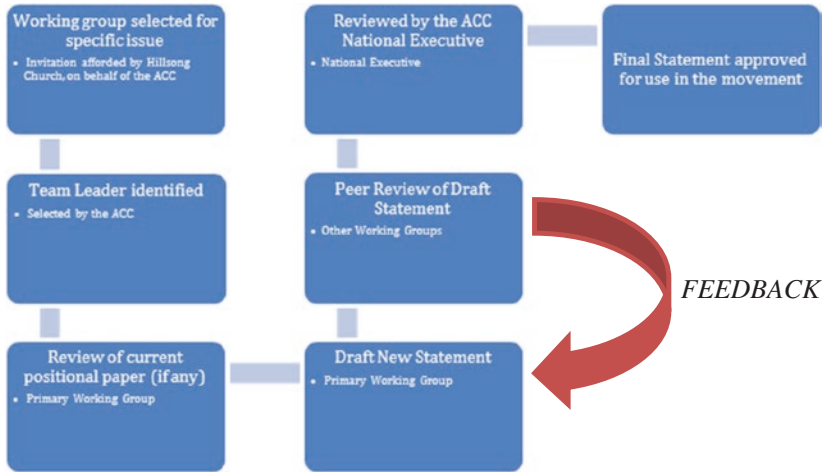 Working group selected for
specific issue
• Invitation afforded by Hillsong
Church, on behalf of the ACC
Team Leader identified
• Selected by the ACC
Review of current
positional paper (if any)
• Primary Working Group
Draft New Statement
• Primary Working Group
Peer Review of Draft
Statement
• Other Working Groups
FEEDBACK
Reviewed by the ACC
National Executive
• National Executive
Final Statement approved
for use in the movement